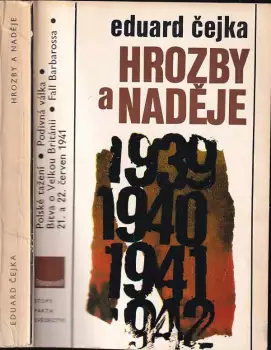 HROZBY A NADĚJE
EDUARD ČEJKA
Polské tažení • Podivná válka •
Bitva o Velkou Británii • Fall Barbarossa •
21. a 22. červen 1941
eduard čejka
HROZBY
a NADĚJE
1939
1940
1941
1942